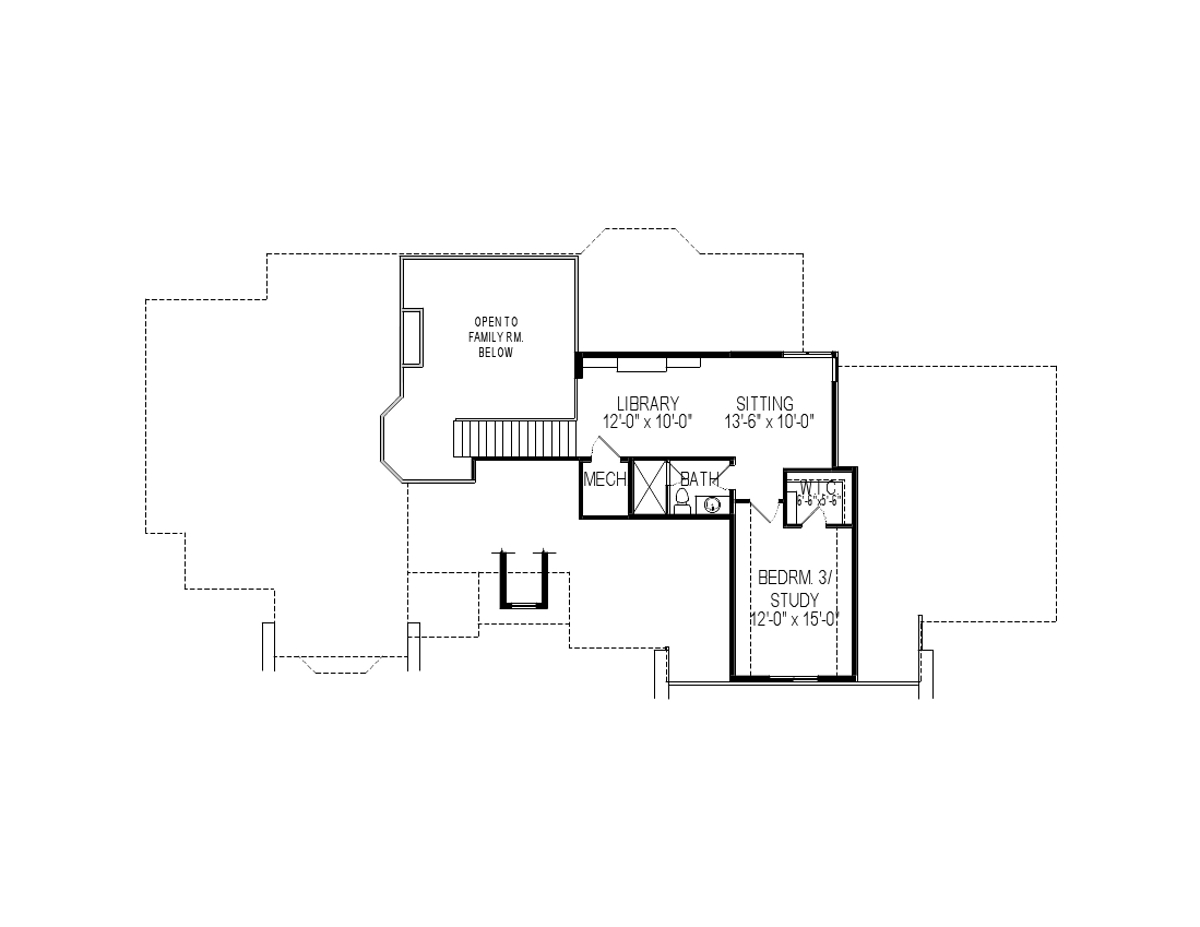 OPEN TO
FAMILY RM.
BELOW
LIBRARY
12'-0" x 10'-0"
SITTING
13'-6" x 10'-0"
MECH
BATH
W.I.C.
6'-6" 5'-6"
BEDRM. 3/
STUDY
12'-0" x 15'-0"